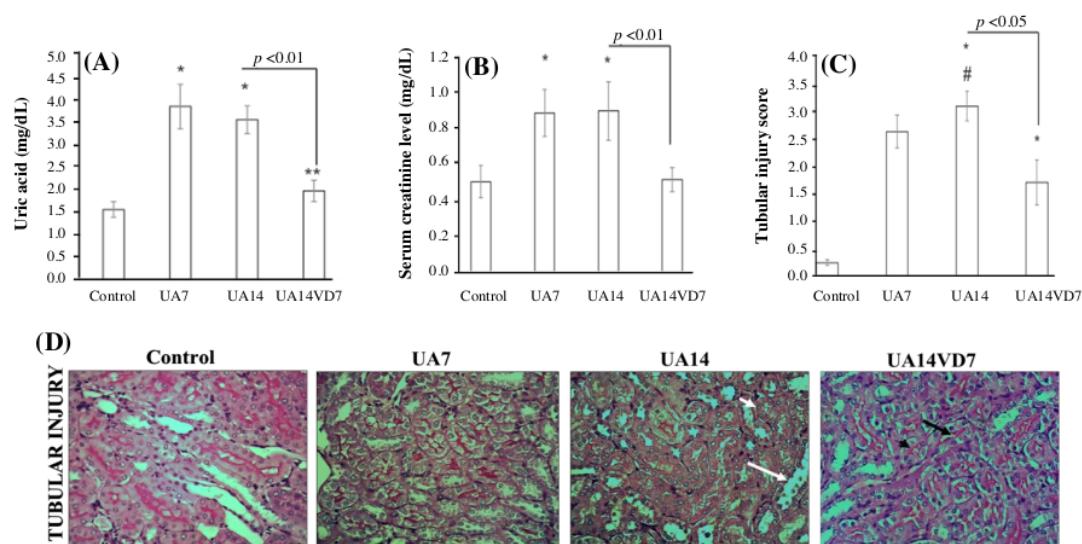 (A)
Uric acid (mg/dL)
5.0
4.5
4.0
3.5
3.0
2.5
2.0
1.5
1.0
0.5
0.0
*
*
p <0.01
**
Control UA7 UA14 UA14VD7
(B)
Serum creatinine level (mg/dL)
1.2
1.0
0.8
0.6
0.4
0.2
0.0
*
*
p <0.01
Control UA7 UA14 UA14VD7
(C)
Tubular injury score
4.0
3.5
3.0
2.5
2.0
1.5
1.0
0.5
0.0
*
#
p <0.05
*
Control UA7 UA14 UA14VD7
(D)
TUBULAR INJURY
Control UA7 UA14 UA14VD7